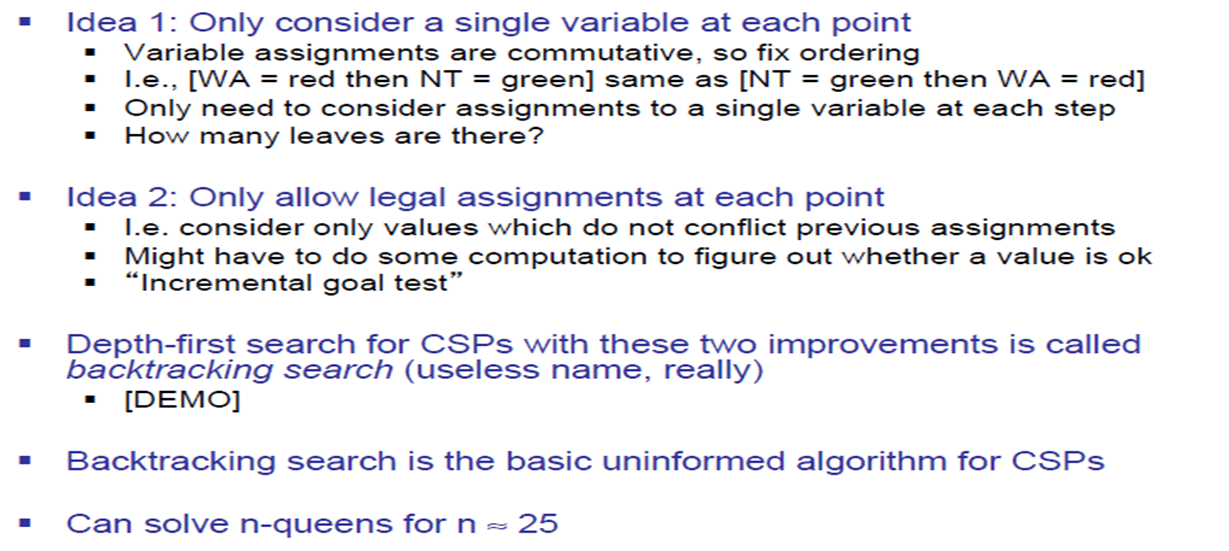 ▪ Idea 1: Only consider a single variable at each point
▪ Variable assignments are commutative, so fix ordering
▪ I.e., [WA = red then NT = green] same as [NT = green then WA = red]
▪ Only need to consider assignments to a single variable at each step
▪ How many leaves are there?
▪ Idea 2: Only allow legal assignments at each point
▪ I.e. consider only values which do not conflict previous assignments
▪ Might have to do some computation to figure out whether a value is ok
▪ “Incremental goal test”
▪ Depth-first search for CSPs with these two improvements is called
backtracking search (useless name, really)
▪ [DEMO]
▪ Backtracking search is the basic uninformed algorithm for CSPs
▪ Can solve n-queens for n ≈ 25